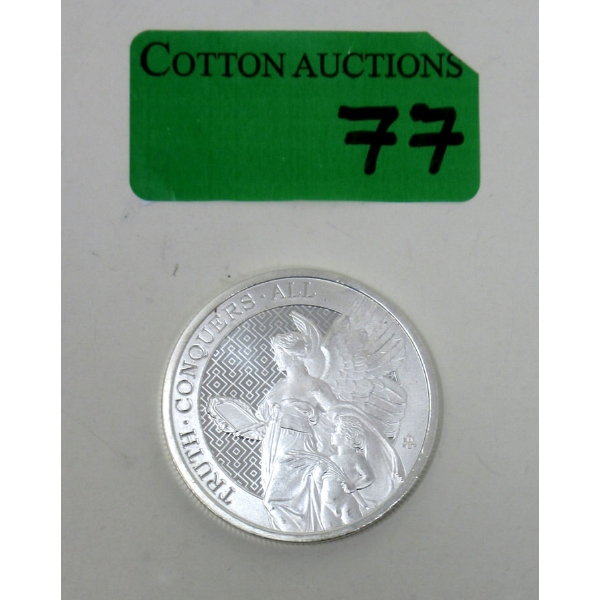 COTTON AUCTIONS
77
TRUTH · CONQUERS · ALL